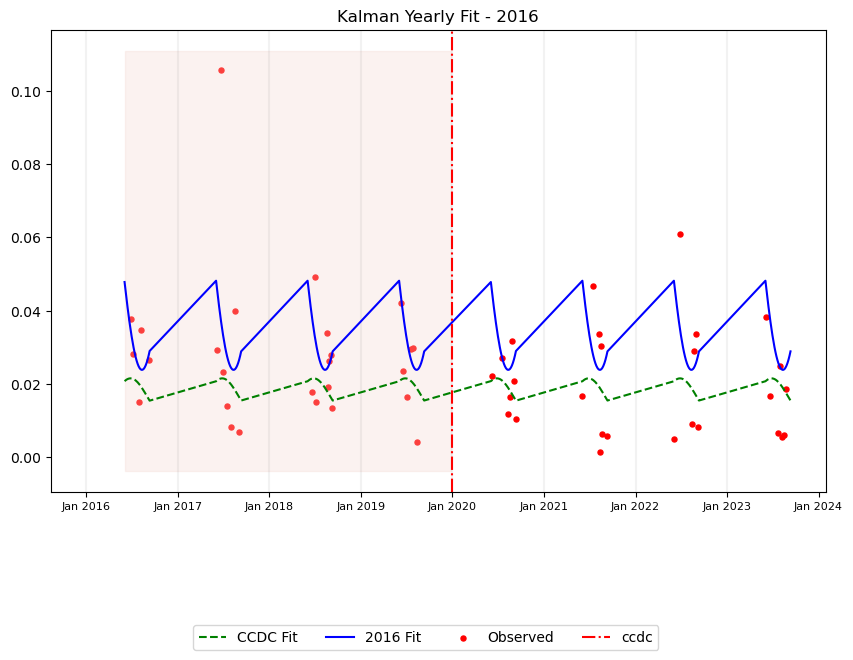 Kalman Yearly Fit - 2016
0.10
0.08
0.06
0.04
0.02
0.00
Jan 2016 Jan 2017 Jan 2018 Jan 2019 Jan 2020 Jan 2021 Jan 2022 Jan 2023 Jan 2024
CCDC Fit 2016 Fit Observed ccdc